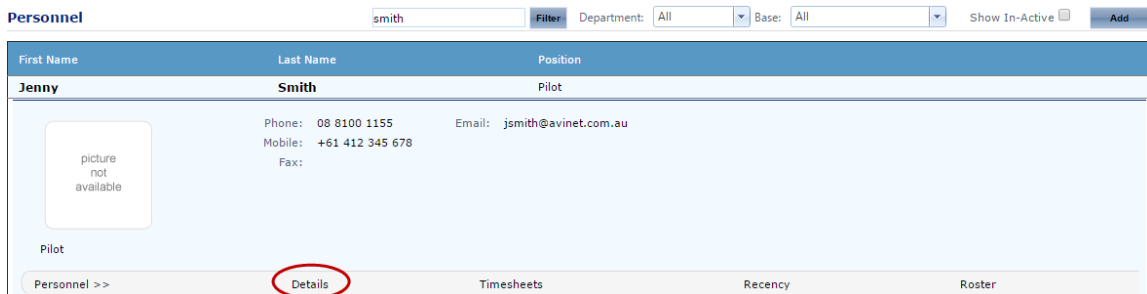 Personnel smith Filter Department: All Base: All Show In-Active Add
First Name Last Name Position
Jenny Smith Pilot
Phone: 08 8100 1155 Email: jsmith@avinet.com.au
Mobile: +61 412 345 678
Fax:
picture
not
available
Pilot
Personnel >> Details Timesheets Recency Roster